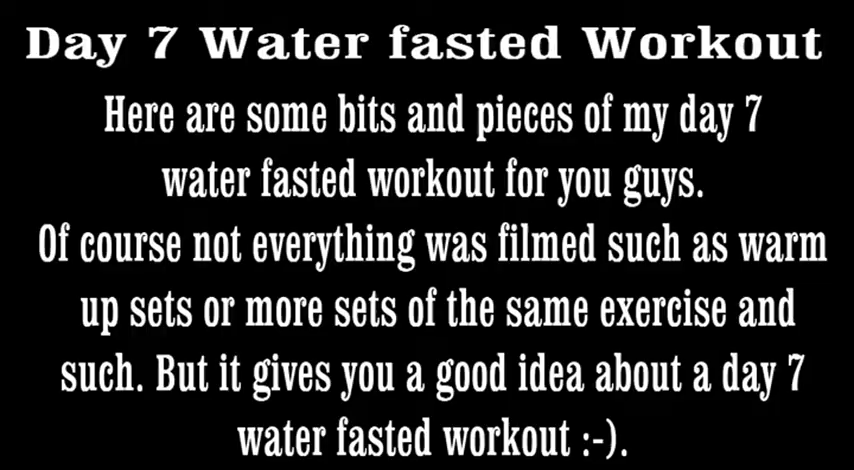 Day 7 Water fasted Workout
Here are some bits and pieces of my day 7
water fasted workout for you guys.
Of course not everything was filmed such as warm
up sets or more sets of the same exercise and
such. But it gives you a good idea about a day 7
water fasted workout :-).